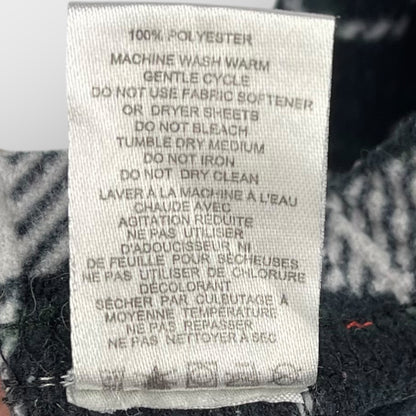 100% POLYESTER
MACHINE WASH WARM
GENTLE CYCLE
DO NOT USE FABRIC SOFTENER
OR DRYER SHEETS
DO NOT BLEACH
TUMBLE DRY MEDIUM
DO NOT IRON
DO NOT DRY CLEAN
LAVER À LA MACHINE À L'EAU
CHAUDE AVEC
AGITATION RÉDUITE
NE PAS UTILISER
D'ADOUCISSEUR NI
DE FEUILLE POUR SÉCHEUSES
NE PAS UTILISER DE CHLORURE
DÉCOLORANT
SÉCHER PAR CULBUTAGE À
MOYENNE TEMPÉRATURE
NE PAS REPASSER
NE PAS NETTOYER À SEC